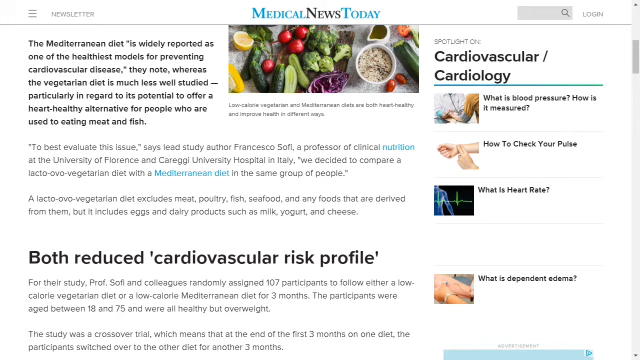 NEWSLETTER
MEDICALNEWSTODAY
LOGIN
The Mediterranean diet "is widely reported as
one of the healthiest models for preventing
cardiovascular disease," they note, whereas
the vegetarian diet is much less well studied —
particularly in regard to its potential to offer a
heart-healthy alternative for people who are
used to eating meat and fish.
Low-calorie vegetarian and Mediterranean diets are both heart-healthy
and improve health in different ways.
"To best evaluate this issue," says lead study author Francesco Sofi, a professor of clinical nutrition
at the University of Florence and Careggi University Hospital in Italy, "we decided to compare a
lacto-ovo-vegetarian diet with a Mediterranean diet in the same group of people."
A lacto-ovo-vegetarian diet excludes meat, poultry, fish, seafood, and any foods that are derived
from them, but it includes eggs and dairy products such as milk, yogurt, and cheese.
Both reduced 'cardiovascular risk profile'
For their study, Prof. Sofi and colleagues randomly assigned 107 participants to follow either a low-
calorie vegetarian diet or a low-calorie Mediterranean diet for 3 months. The participants were
aged between 18 and 75 and were all healthy but overweight.
The study was a crossover trial, which means that at the end of the first 3 months on one diet, the
participants switched over to the other diet for another 3 months.
SPOTLIGHT ON:
Cardiovascular /
Cardiology
What is blood pressure? How is
it measured?
How To Check Your Pulse
What Is Heart Rate?
What is dependent edema?
ADVERTISEMENT